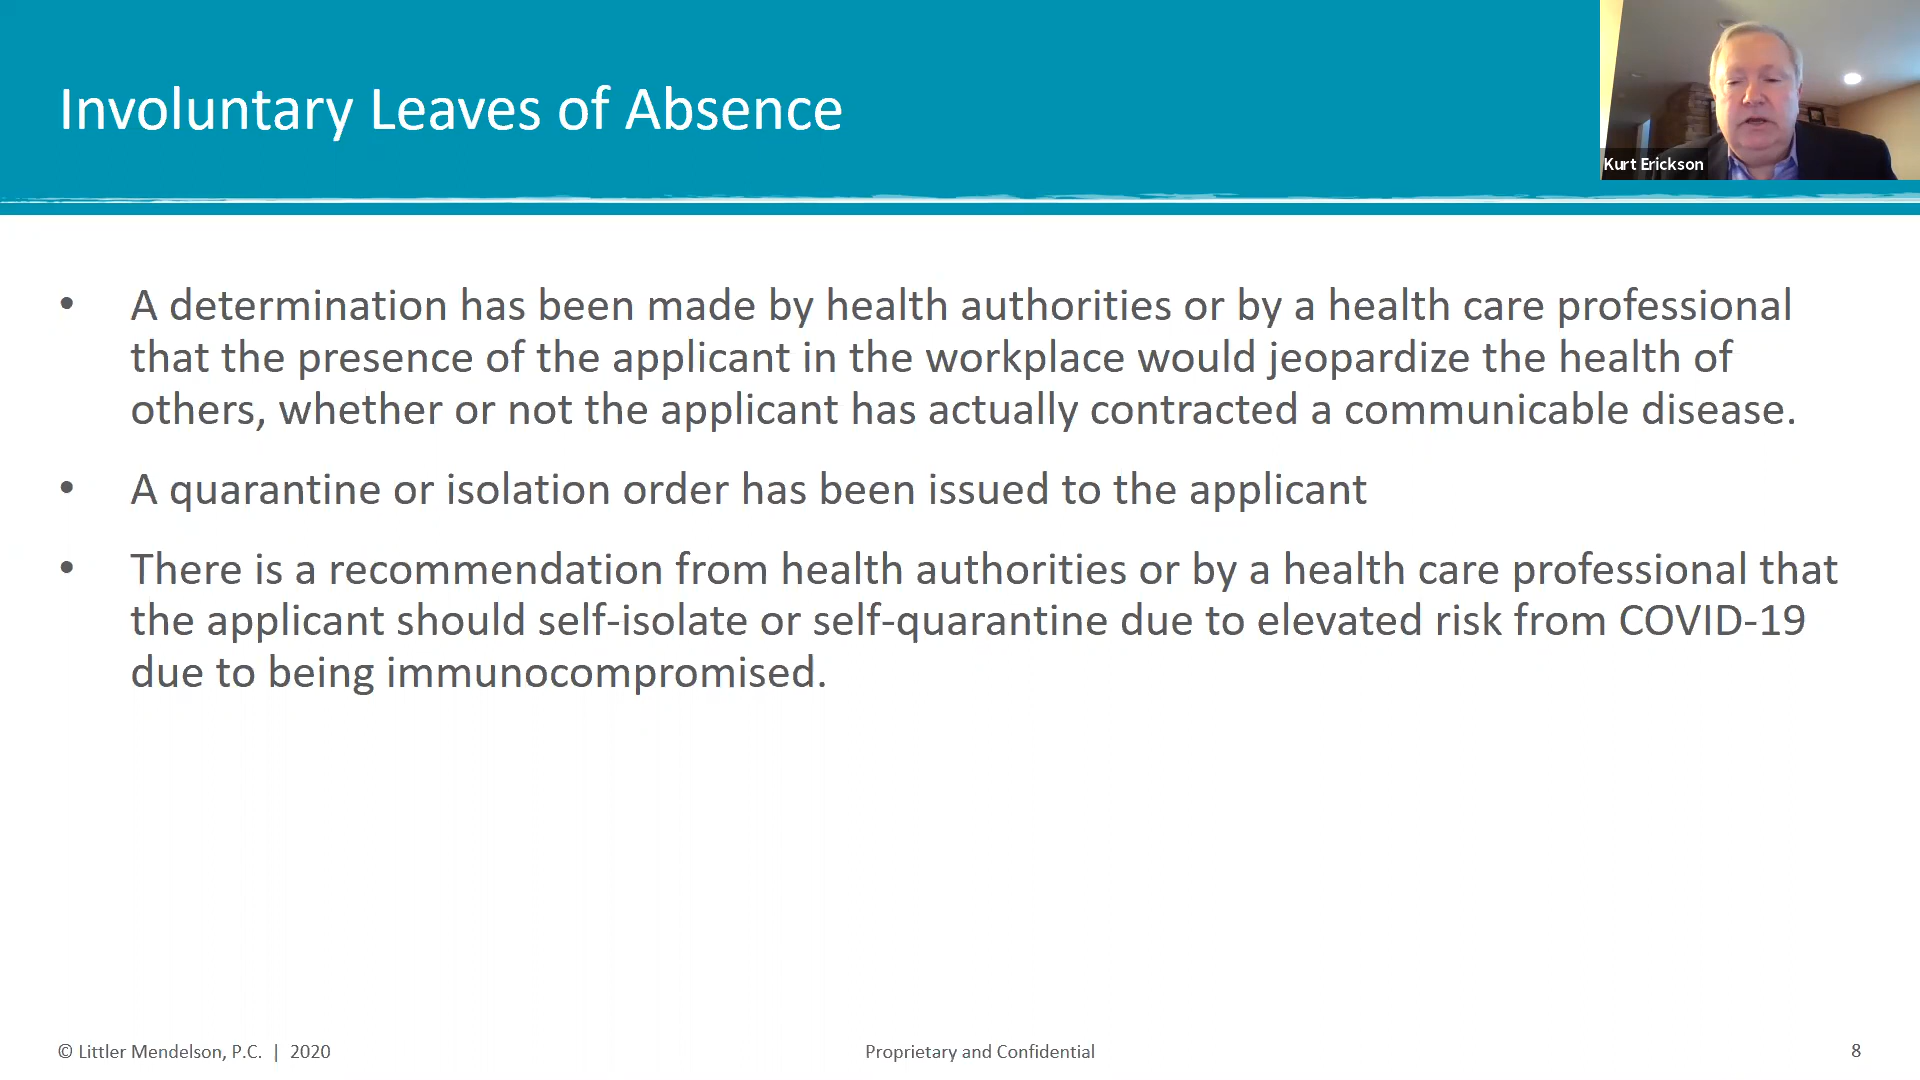 Involuntary Leaves of Absence
Kurt Erickson
• A determination has been made by health authorities or by a health care professional
that the presence of the applicant in the workplace would jeopardize the health of
others, whether or not the applicant has actually contracted a communicable disease.
• A quarantine or isolation order has been issued to the applicant
• There is a recommendation from health authorities or by a health care professional that
the applicant should self-isolate or self-quarantine due to elevated risk from COVID-19
due to being immunocompromised.
© Littler Mendelson, P.C. | 2020
Proprietary and Confidential
8